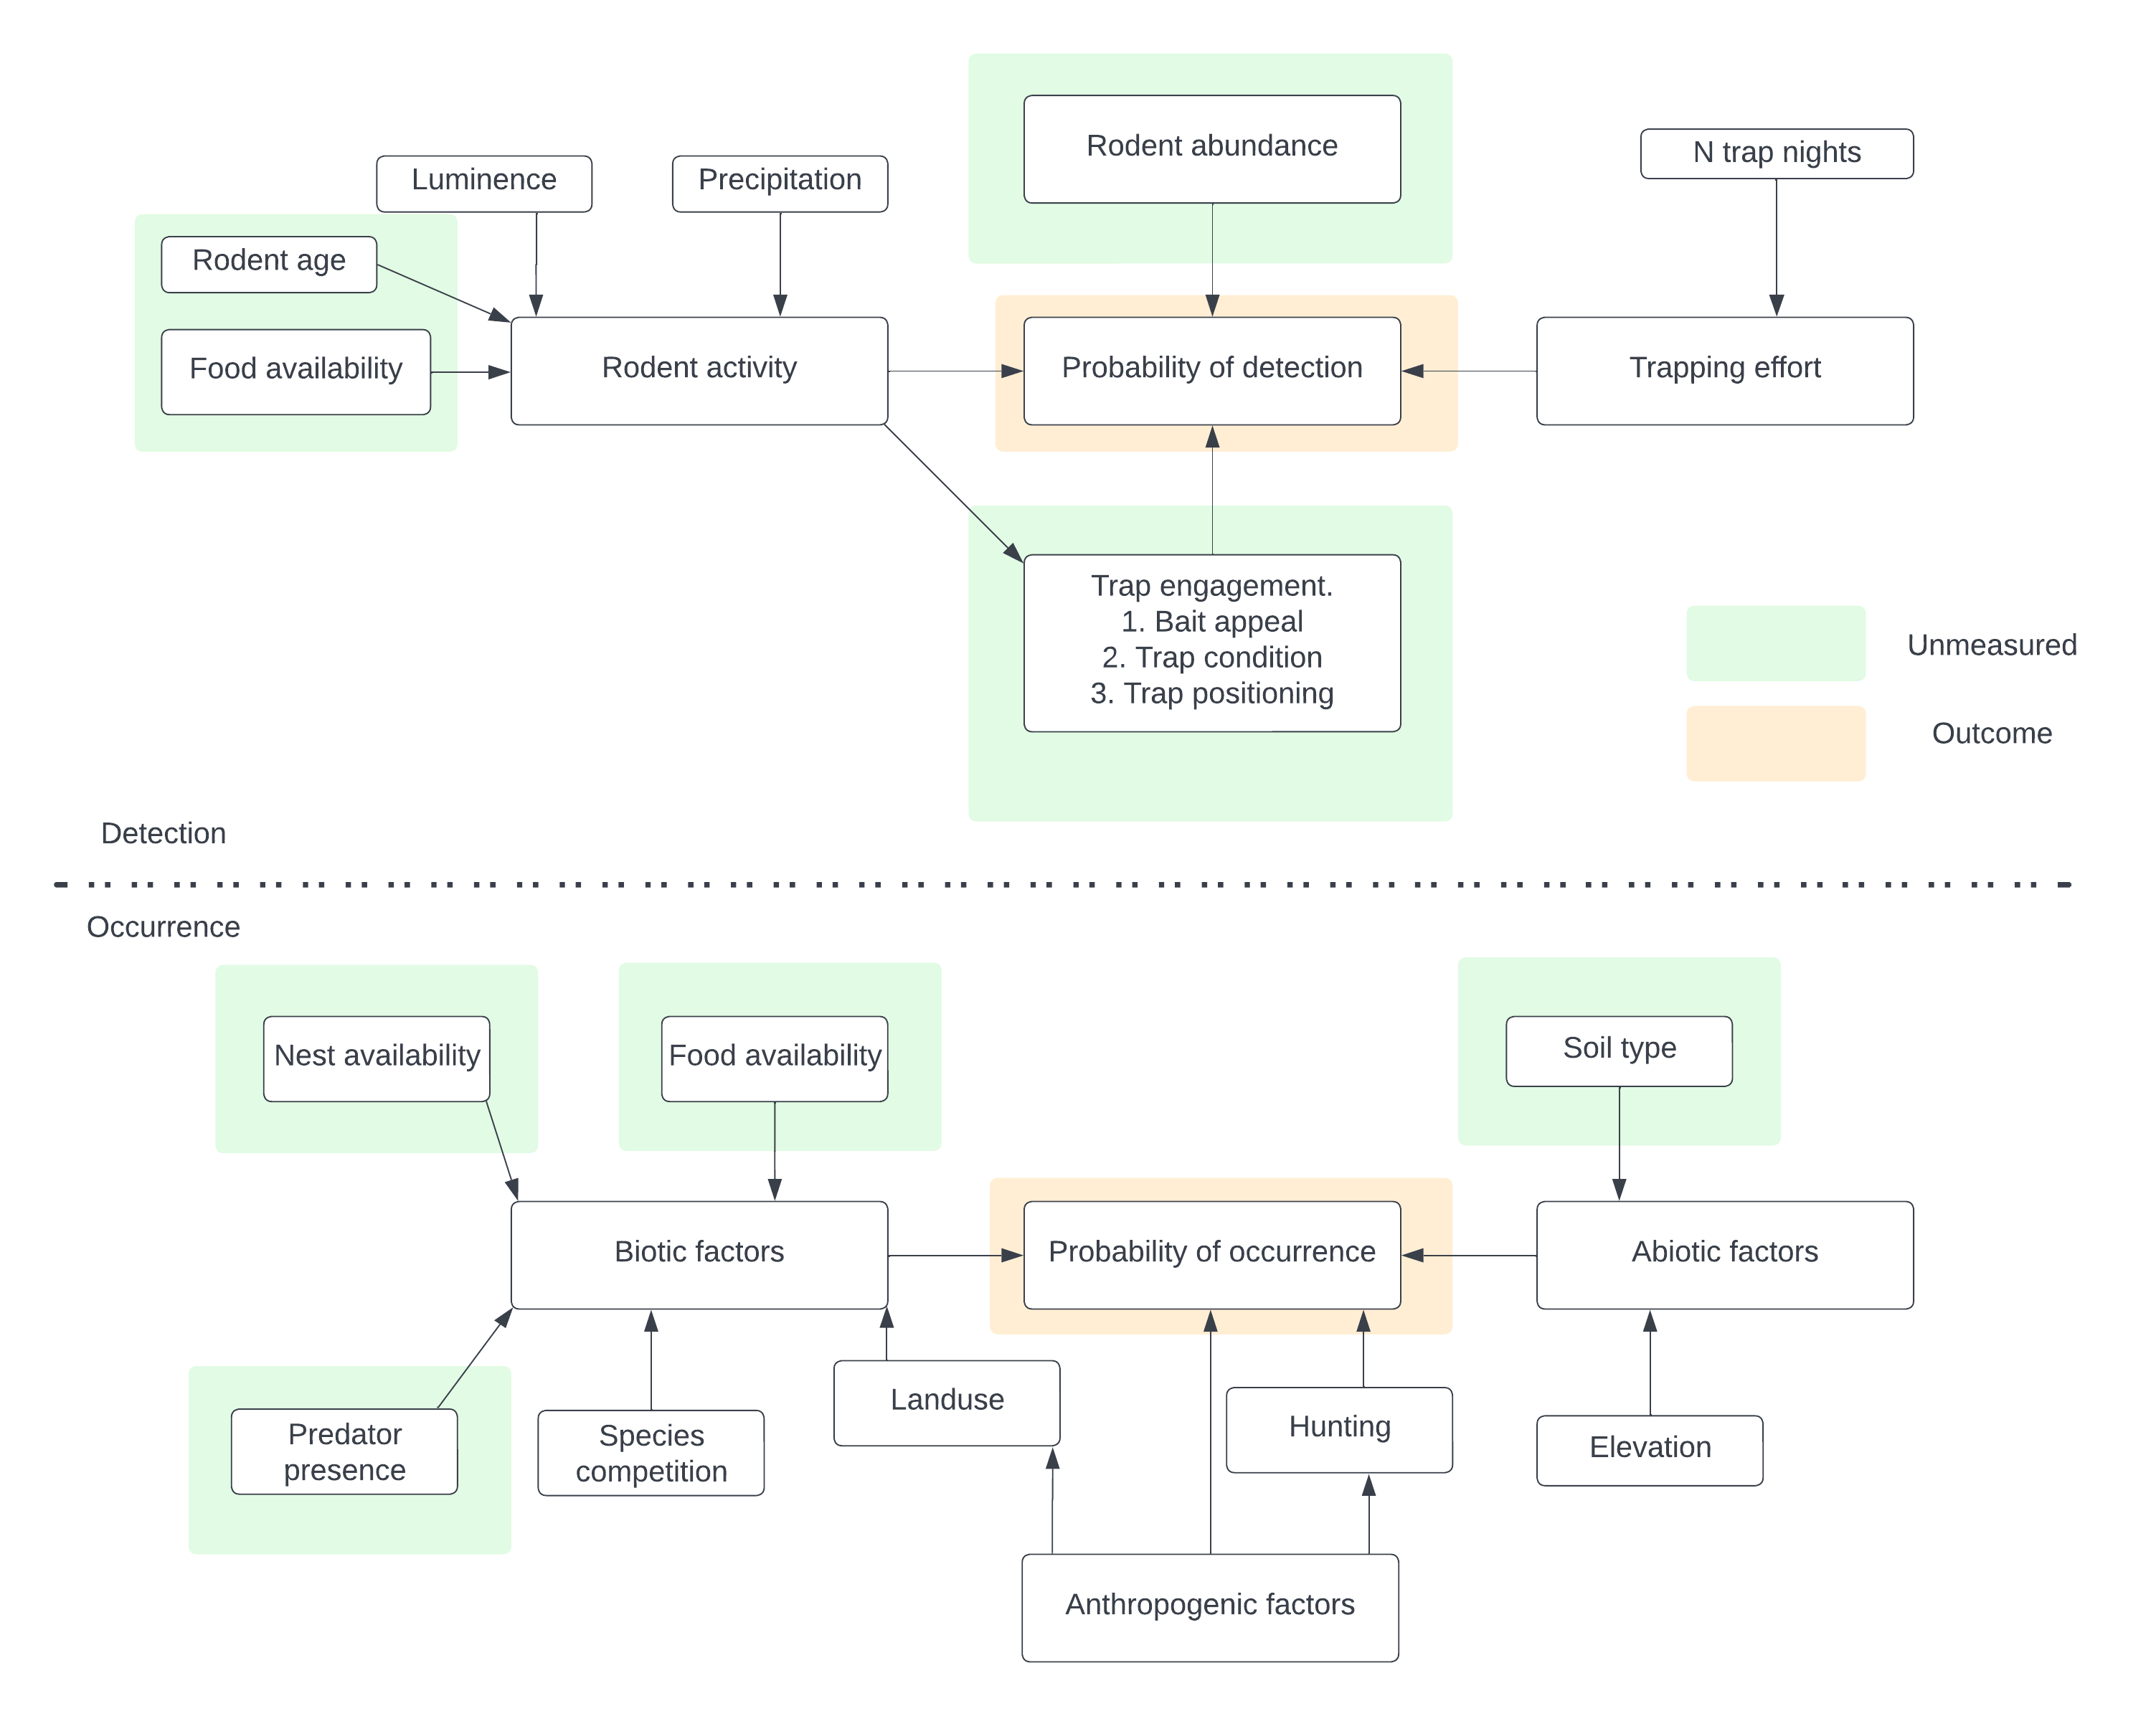 Rodent abundance
N trap nights
Luminence
Precipitation
Rodent age
Food availability
Rodent activity
Probability of detection
Trapping effort
Trap engagement.
1. Bait appeal
2. Trap condition
3. Trap positioning
Unmeasured
Outcome
Detection
Occurrence
Nest availability
Food availability
Soil type
Biotic factors
Probability of occurrence
Abiotic factors
Predator
presence
Species
competition
Landuse
Hunting
Elevation
Anthropogenic factors